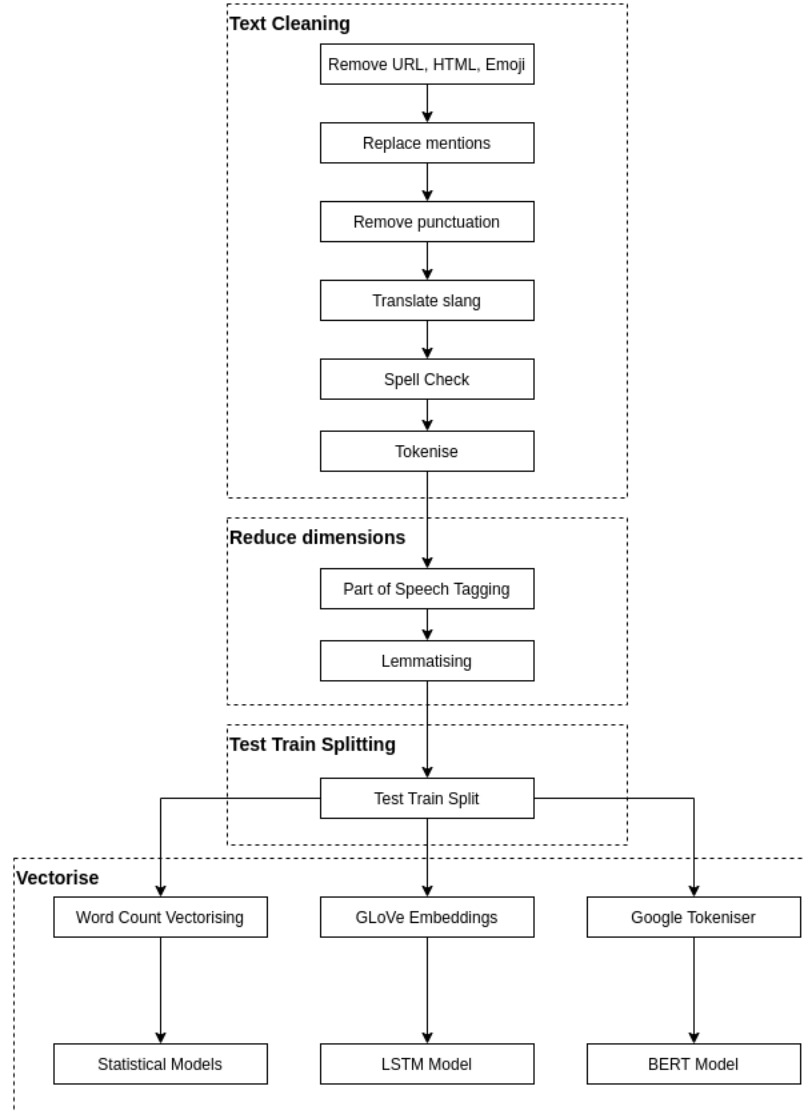 Text Cleaning
Remove URL, HTML, Emoji
Replace mentions
Remove punctuation
Translate slang
Spell Check
Tokenise
Reduce dimensions
Part of Speech Tagging
Lemmatising
Test Train Splitting
Test Train Split
Vectorise
Word Count Vectorising
GLoVe Embeddings
Google Tokeniser
Statistical Models
LSTM Model
BERT Model